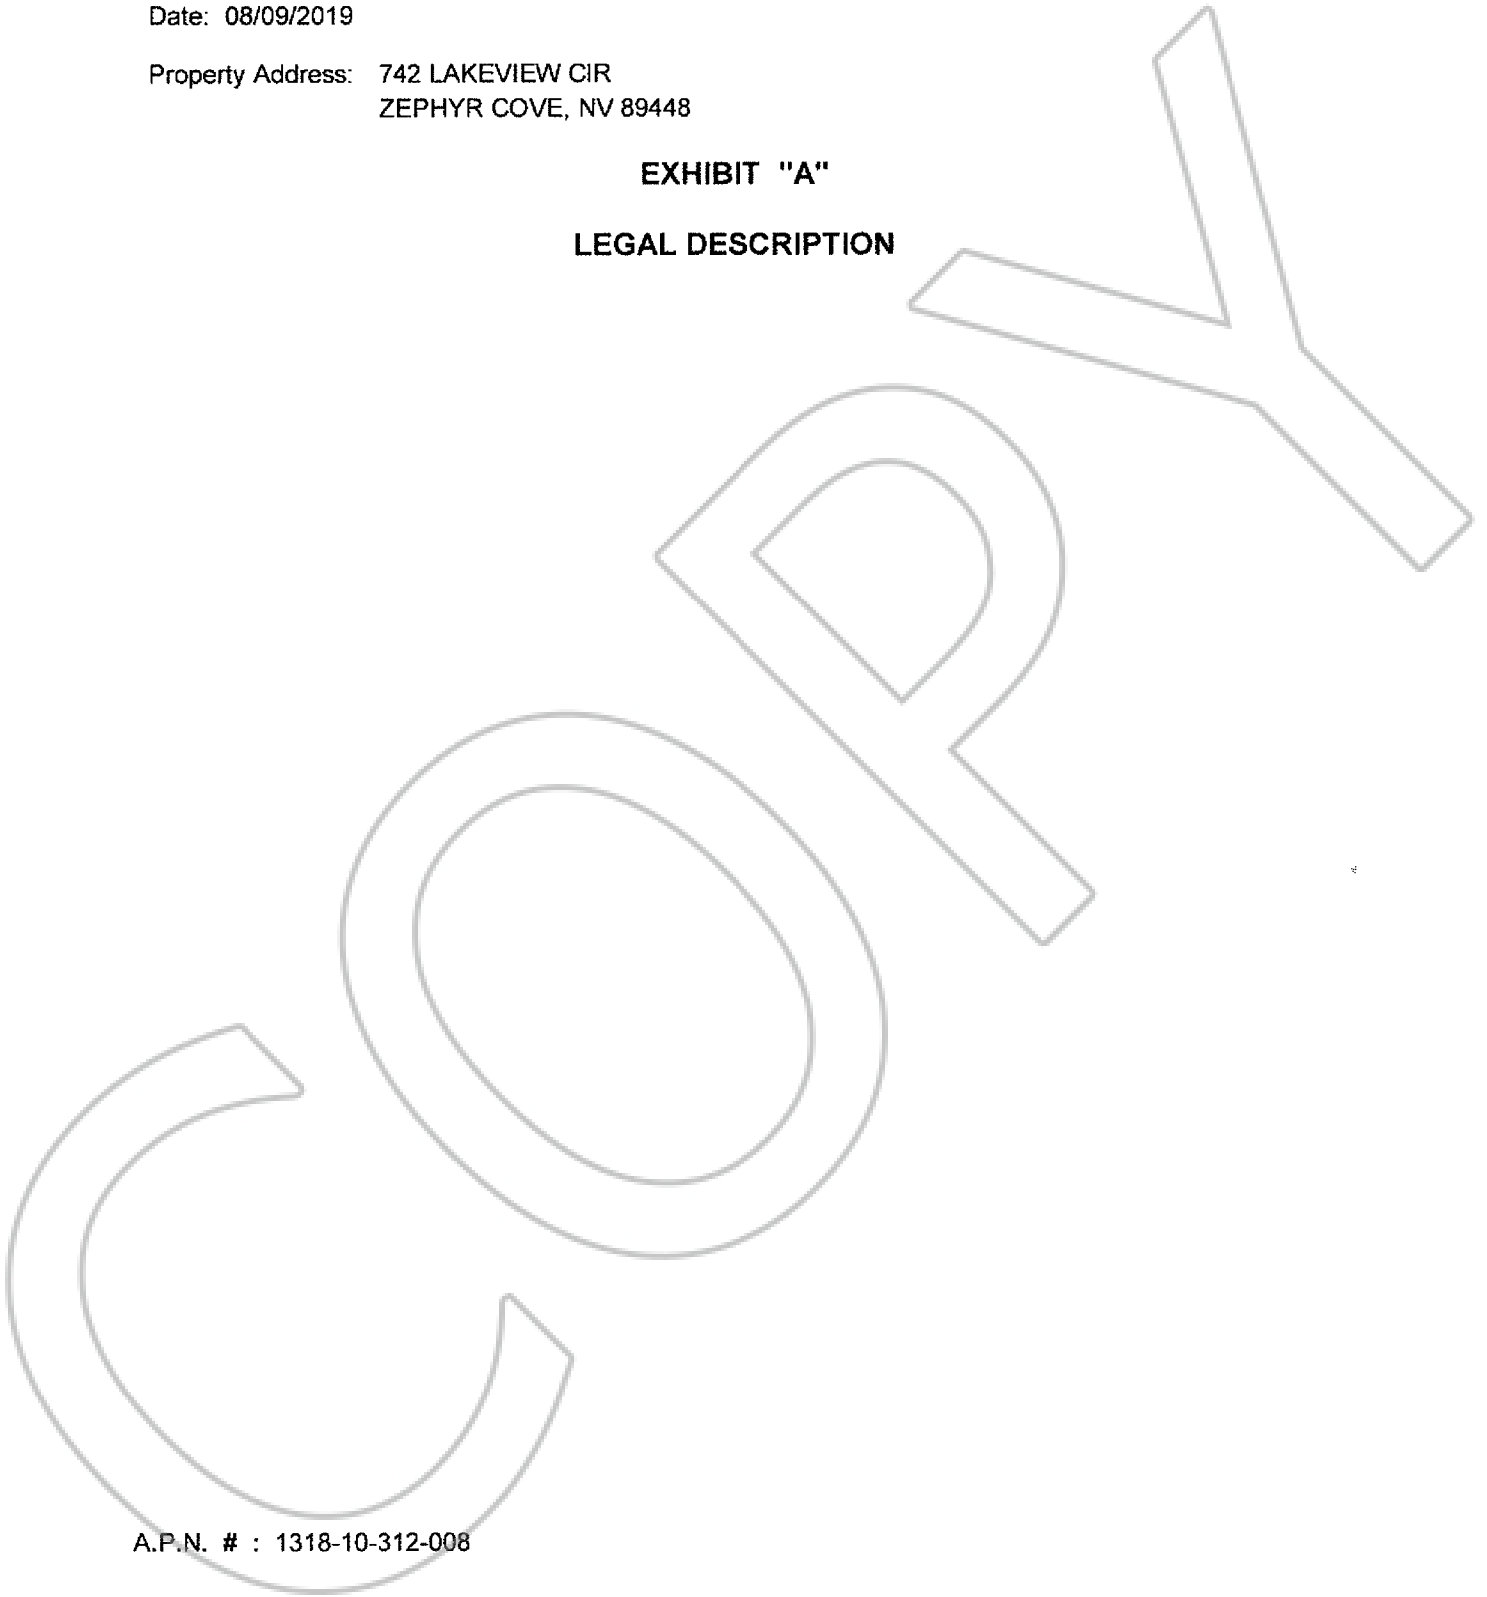 Date: 08/09/2019
Property Address: 742 LAKEVIEW CIR
ZEPHYR COVE, NV 89448
EXHIBIT "A"
LEGAL DESCRIPTION
COPY
A.P.N. # : 1318-10-312-008